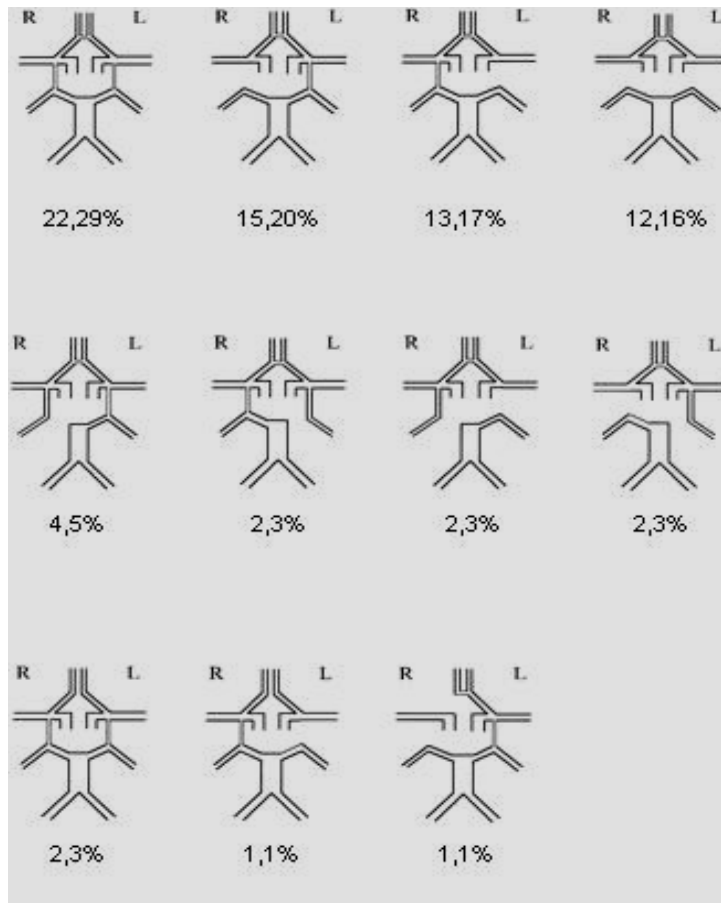 R L R L R L R L
22,29% 15,20% 13,17% 12,16%
R L R L R L R L
4,5% 2,3% 2,3% 2,3%
R L R L R L
2,3% 1,1% 1,1%